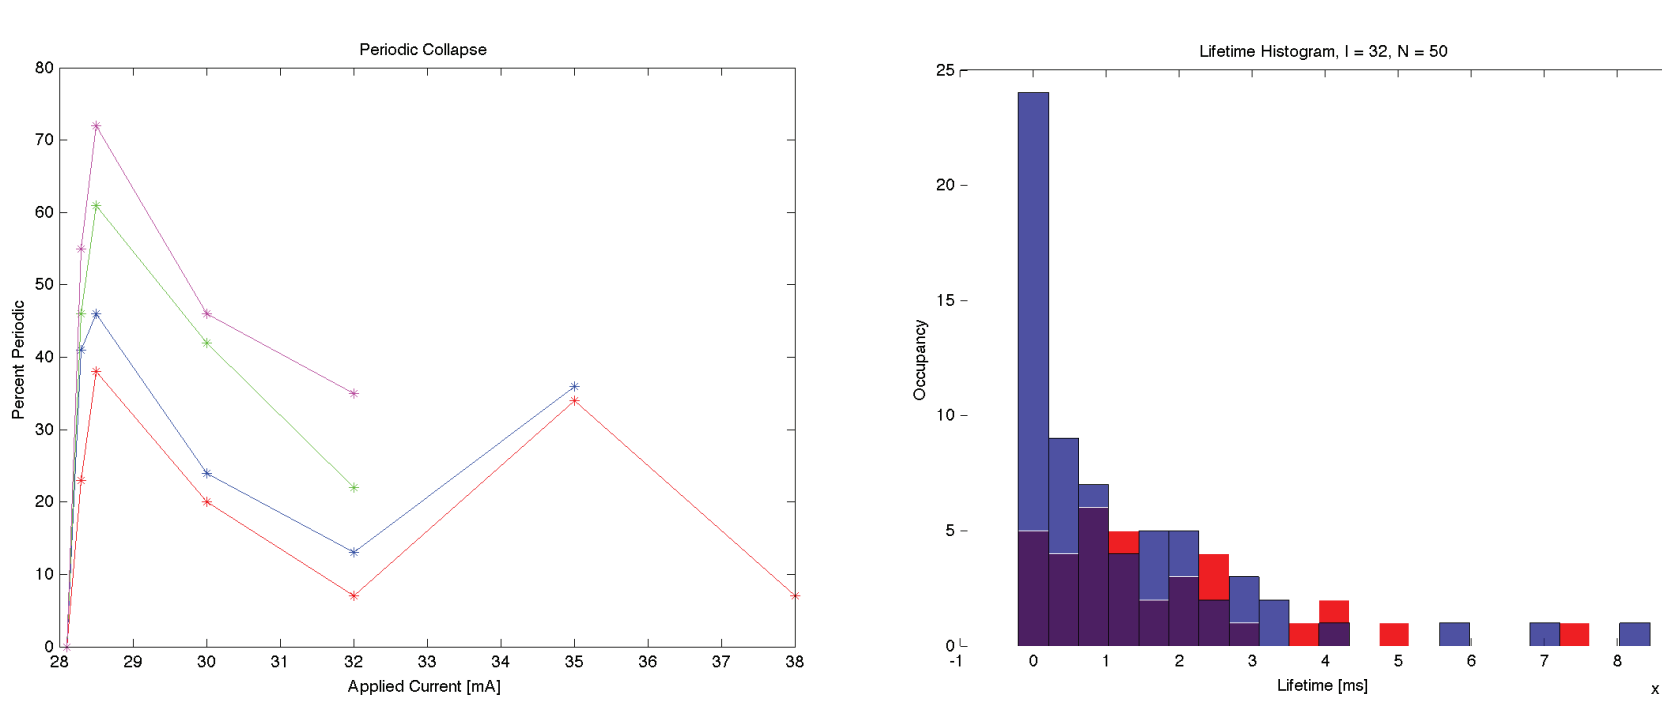 Periodic Collapse
80
70
60
50
40
30
20
10
0
Percent Periodic
28 29 30 31 32 33 34 35 36 37 38
Applied Current [mA]
Lifetime Histogram, I = 32, N = 50
25
20
15
10
5
0
Occupancy
-1 0 1 2 3 4 5 6 7 8
Lifetime [ms]
x